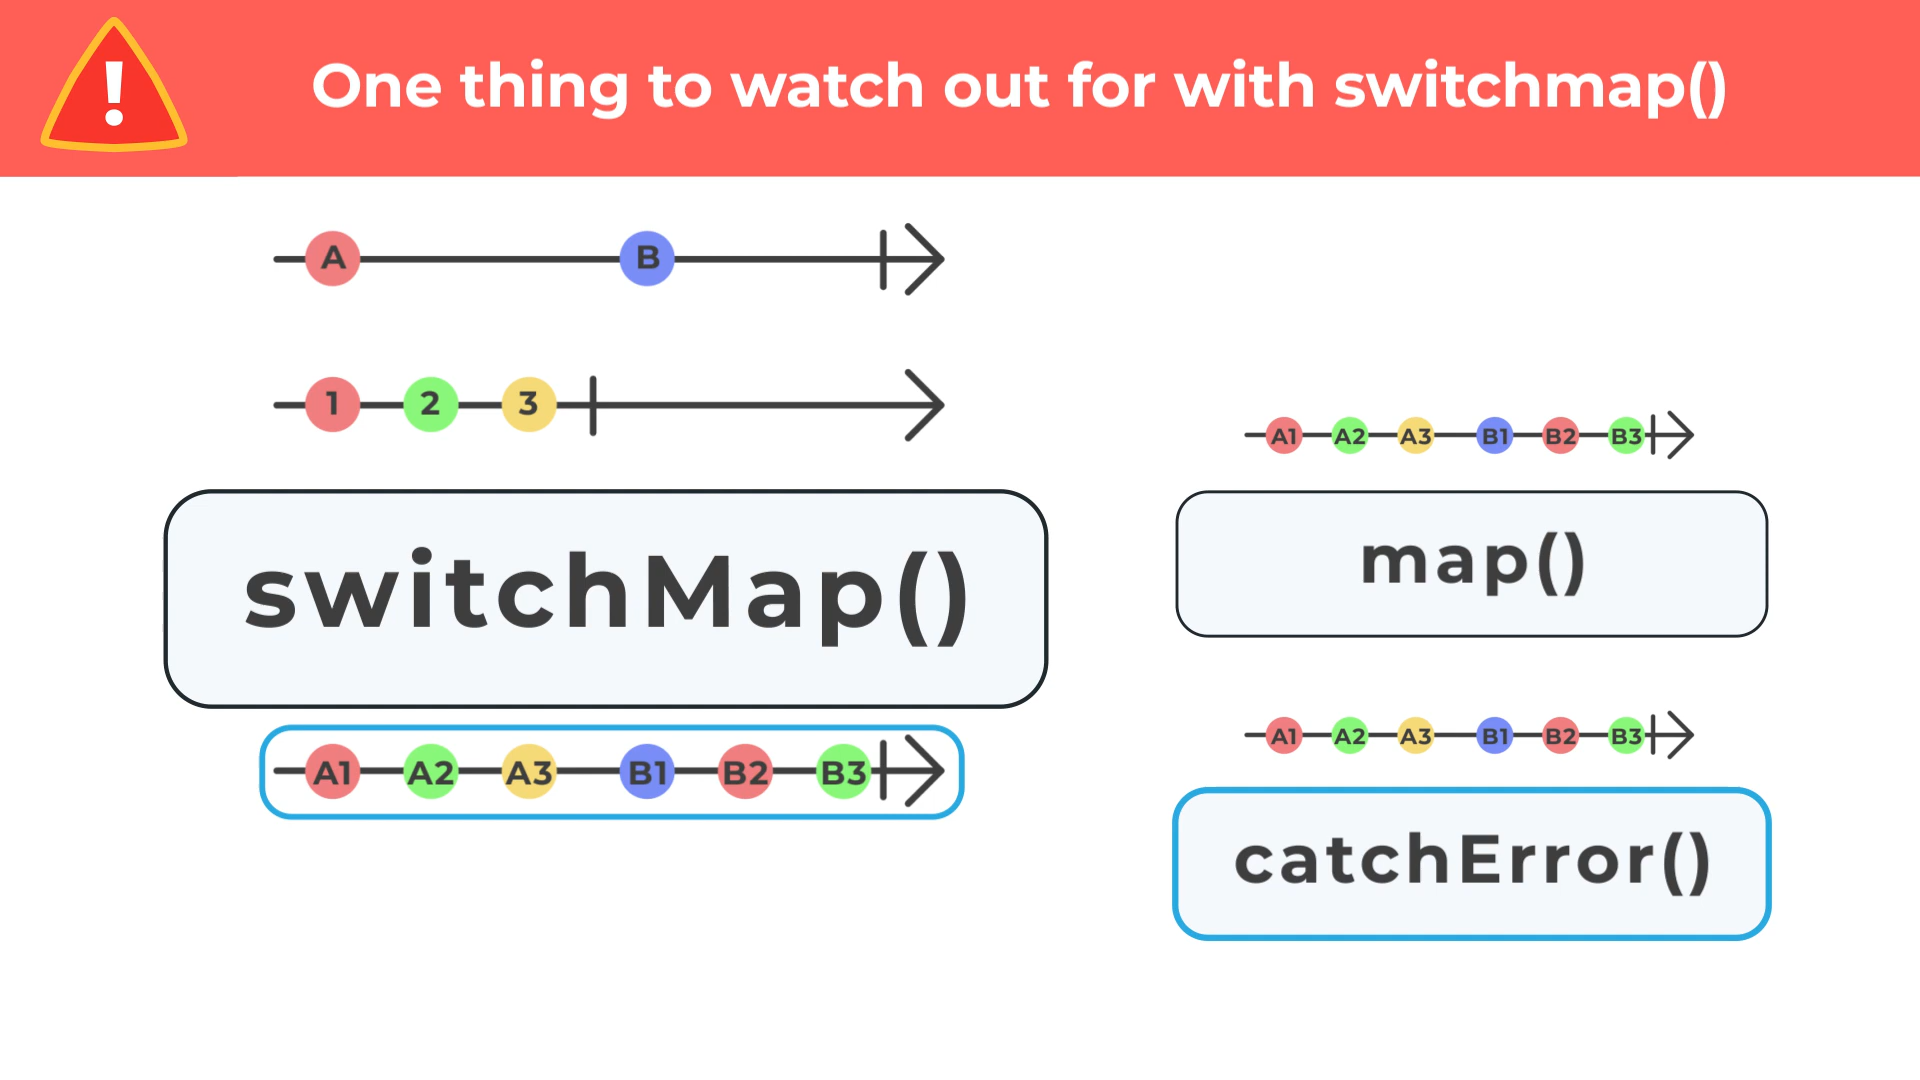 !
One thing to watch out for with switchmap()
A B
1 2 3
switchMap()
A1 A2 A3 B1 B2 B3
A1 A2 A3 B1 B2 B3
map()
A1 A2 A3 B1 B2 B3
catchError()